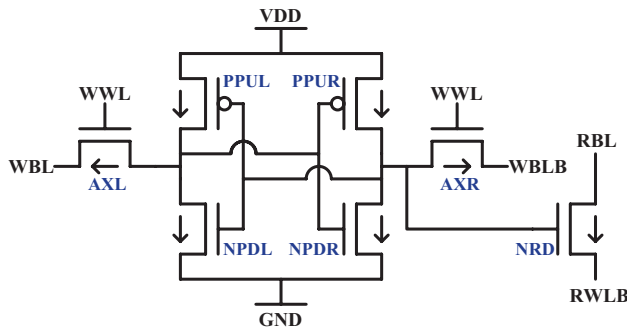 VDD
PPUL
PPUR
WWL
WWL
RBL
WBL
AXL
AXR
WBLB
NPDL
NPDR
NRD
RWLB
GND